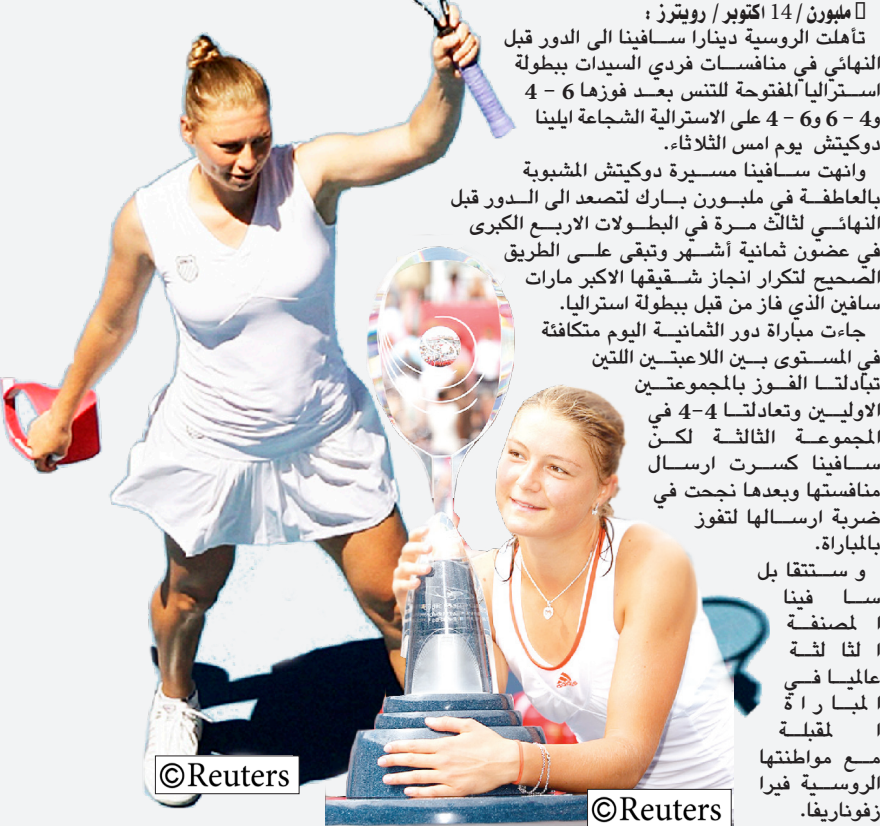 ملبورن / 14 اكتوبر / رويترز :
تأهلت الروسية دينارا سافينا الى الدور قبل
النهائي في منافسات فردي السيدات ببطولة
استراليا المفتوحة للتنس بعد فوزها 6 - 4
و4 - 6 و6 - 4 على الاسترالية الشجاعة ايلينا
دوكيتش يوم امس الثلاثاء.
وانهت سافينا مسيرة دوكيتش المشبوبة
بالعاطفة في ملبورن بارك لتصعد الى الدور قبل
النهائي لثالث مرة في البطولات الاربع الكبرى
في عضون ثمانية أشهر وتبقى على الطريق
الصحيح لتكرار انجاز شقيقها الاكبر مارات
سافين الذي فاز من قبل ببطولة استراليا.
جاءت مباراة دور الثمانية اليوم متكافئة
في المستوى بين اللاعبتين اللتين
تبادلتا الفوز بالمجموعتين
الاوليين وتعادلتا 4-4 في
المجموعة الثالثة لكن
سافينا كسرت ارسال
منافستها وبعدها نجحت في
ضربة ارسالها لتفوز
بالمباراة.
و ستتقا بل
سا فينا
ا لمصنفة
ا لثا لثة
عالميا في
ا لمبا ر ا ة
ا لمقبلة
مع مواطنتها
الروسية فيرا
زفوناريفا.
©Reuters
©Reuters